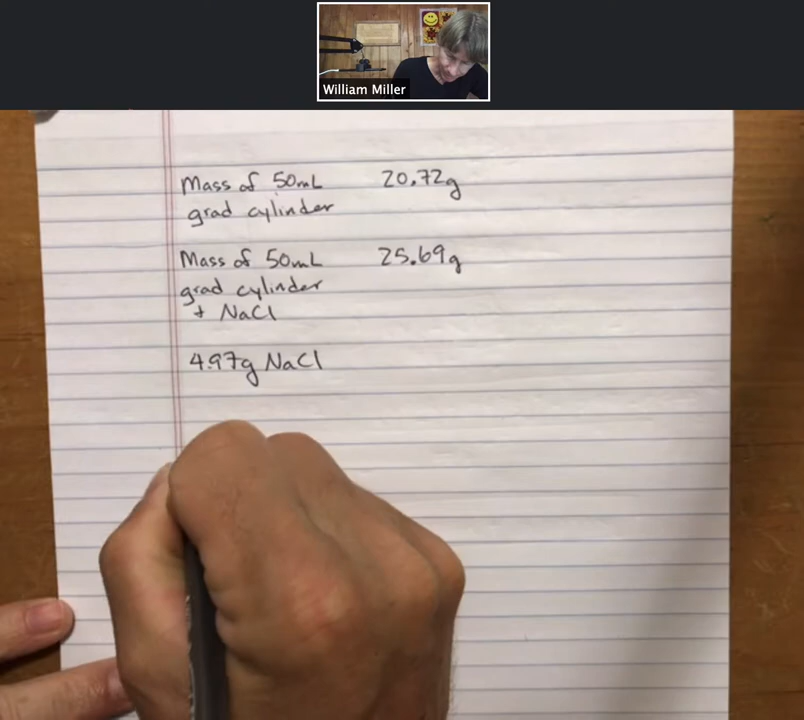 William Miller
Mass of 50mL 20.72g
grad cylinder
Mass of 50mL 25.69g
grad cylinder
+ NaCl
4.97g NaCl